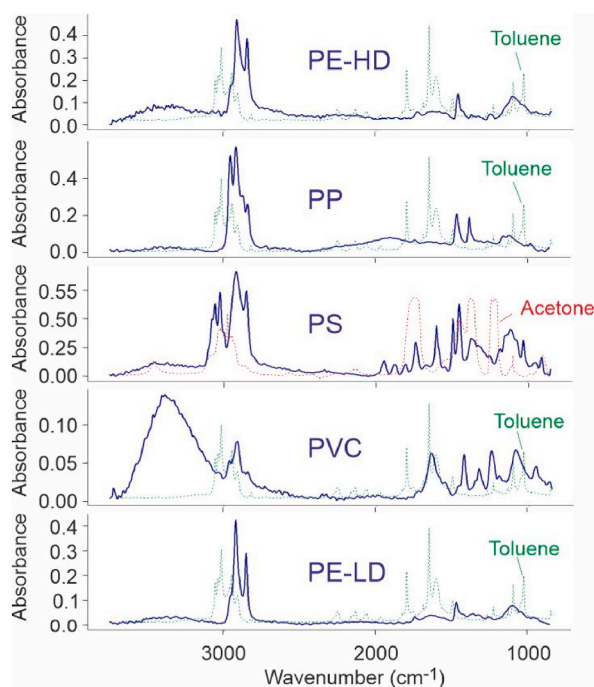 Absorbance
0.4
0.3
0.2
0.1
0.0
PE-HD
Toluene
Absorbance
0.4
0.2
0.0
PP
Toluene
Absorbance
0.55
0.50
0.25
0.00
PS
Acetone
Absorbance
0.10
0.05
0.00
PVC
Toluene
Absorbance
0.4
0.3
0.2
0.1
0.0
PE-LD
Toluene
3000
2000
1000
Wavenumber (cm⁻¹)